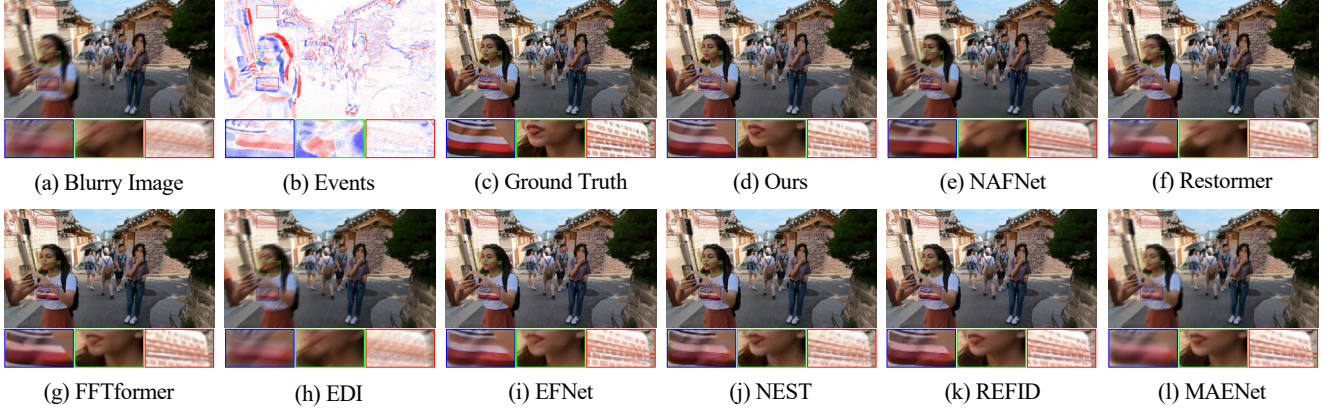 (a) Blurry Image
(b) Events
(c) Ground Truth
(d) Ours
(e) NAFNet
(f) Restormer
(g) FFTformer
(h) EDI
(i) EFNet
(j) NEST
(k) REFID
(l) MAENet